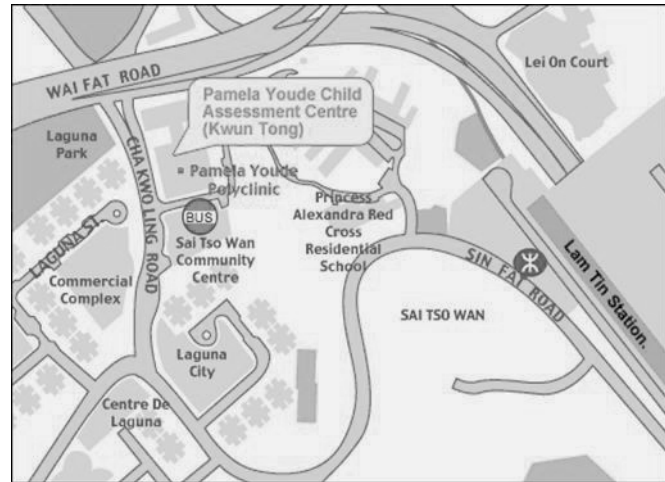 WAI FAT ROAD
Lei On Court
Pamela Youde Child
Assessment Centre
(Kwun Tong)
Laguna
Park
CHA KWO LING ROAD
Pamela Youde
Polyclinic
Princess
Alexandra Red
Cross
Residential
School
BUS
LAGUNA ST.
Sai Tso Wan
Community
Centre
Commercial
Complex
SIN FAT ROAD
Lam Tin Station.
SAI TSO WAN
Laguna
City
Centre De
Laguna